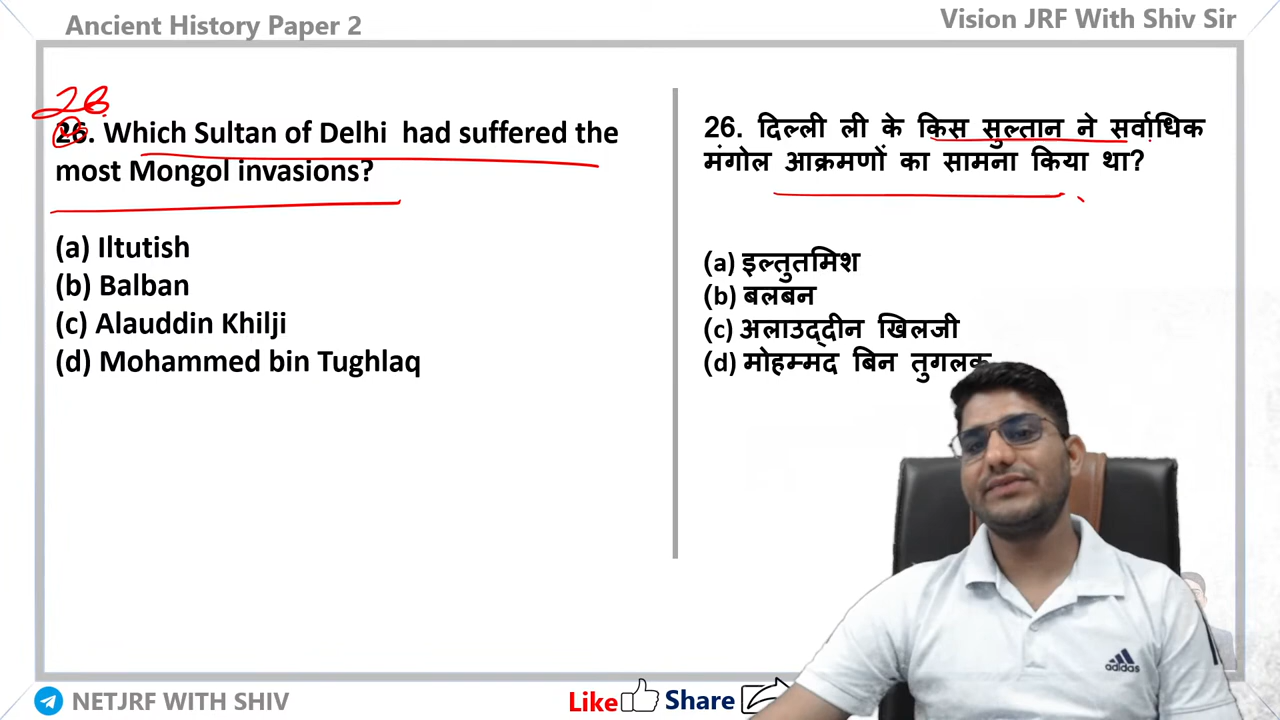 Ancient History Paper 2
Vision JRF With Shiv Sir
28
26. Which Sultan of Delhi had suffered the
most Mongol invasions?
(a) Iltutish
(b) Balban
(c) Alauddin Khilji
(d) Mohammed bin Tughlaq
26. दिल्ली ली के किस सुल्तान ने सर्वाधिक
मंगोल आक्रमणों का सामना किया था?
(a) इल्तुतमिश
(b) बलबन
(c) अलाउद्दीन खिलजी
(d) मोहम्मद बिन तुगलक
adidas
NETJRF WITH SHIV
Like Share